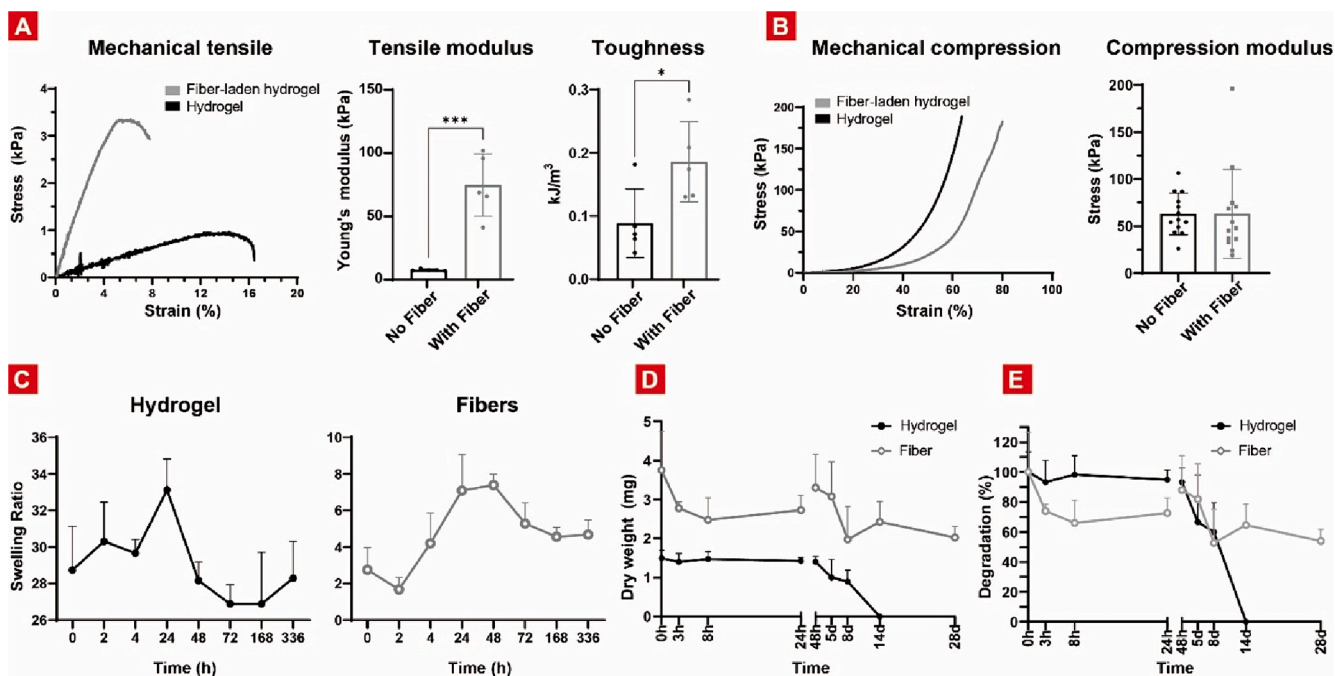 A
Mechanical tensile
Fiber-laden hydrogel
Hydrogel
Stress (kPa)
4
3
2
1
0
0 4 8 12 16 20
Strain (%)
Tensile modulus
Young's modulus (kPa)
150
100
50
0
***
No Fiber
With Fiber
Toughness
kJ/m³
0.3
0.2
0.1
0.0
*
No Fiber
With Fiber
B
Mechanical compression
Fiber-laden hydrogel
Hydrogel
Stress (kPa)
200
150
100
50
0
0 20 40 60 80 100
Strain (%)
Compression modulus
Stress (kPa)
200
150
100
50
0
No Fiber
With Fiber
C
Hydrogel
Swelling Ratio
36
34
32
30
28
26
0 2 4 24 48 72 168 336
Time (h)
Fibers
10
8
6
4
2
0
0 2 4 24 48 72 168 336
Time (h)
D
Hydrogel
Fiber
Dry weight (mg)
5
4
3
2
1
0
0h 3h 8h 24h 48h 5d 8d 14d 28d
Time
E
Hydrogel
Fiber
Degradation (%)
120
100
80
60
40
20
0
0h 3h 8h 24h 48h 5d 8d 14d 28d
Time